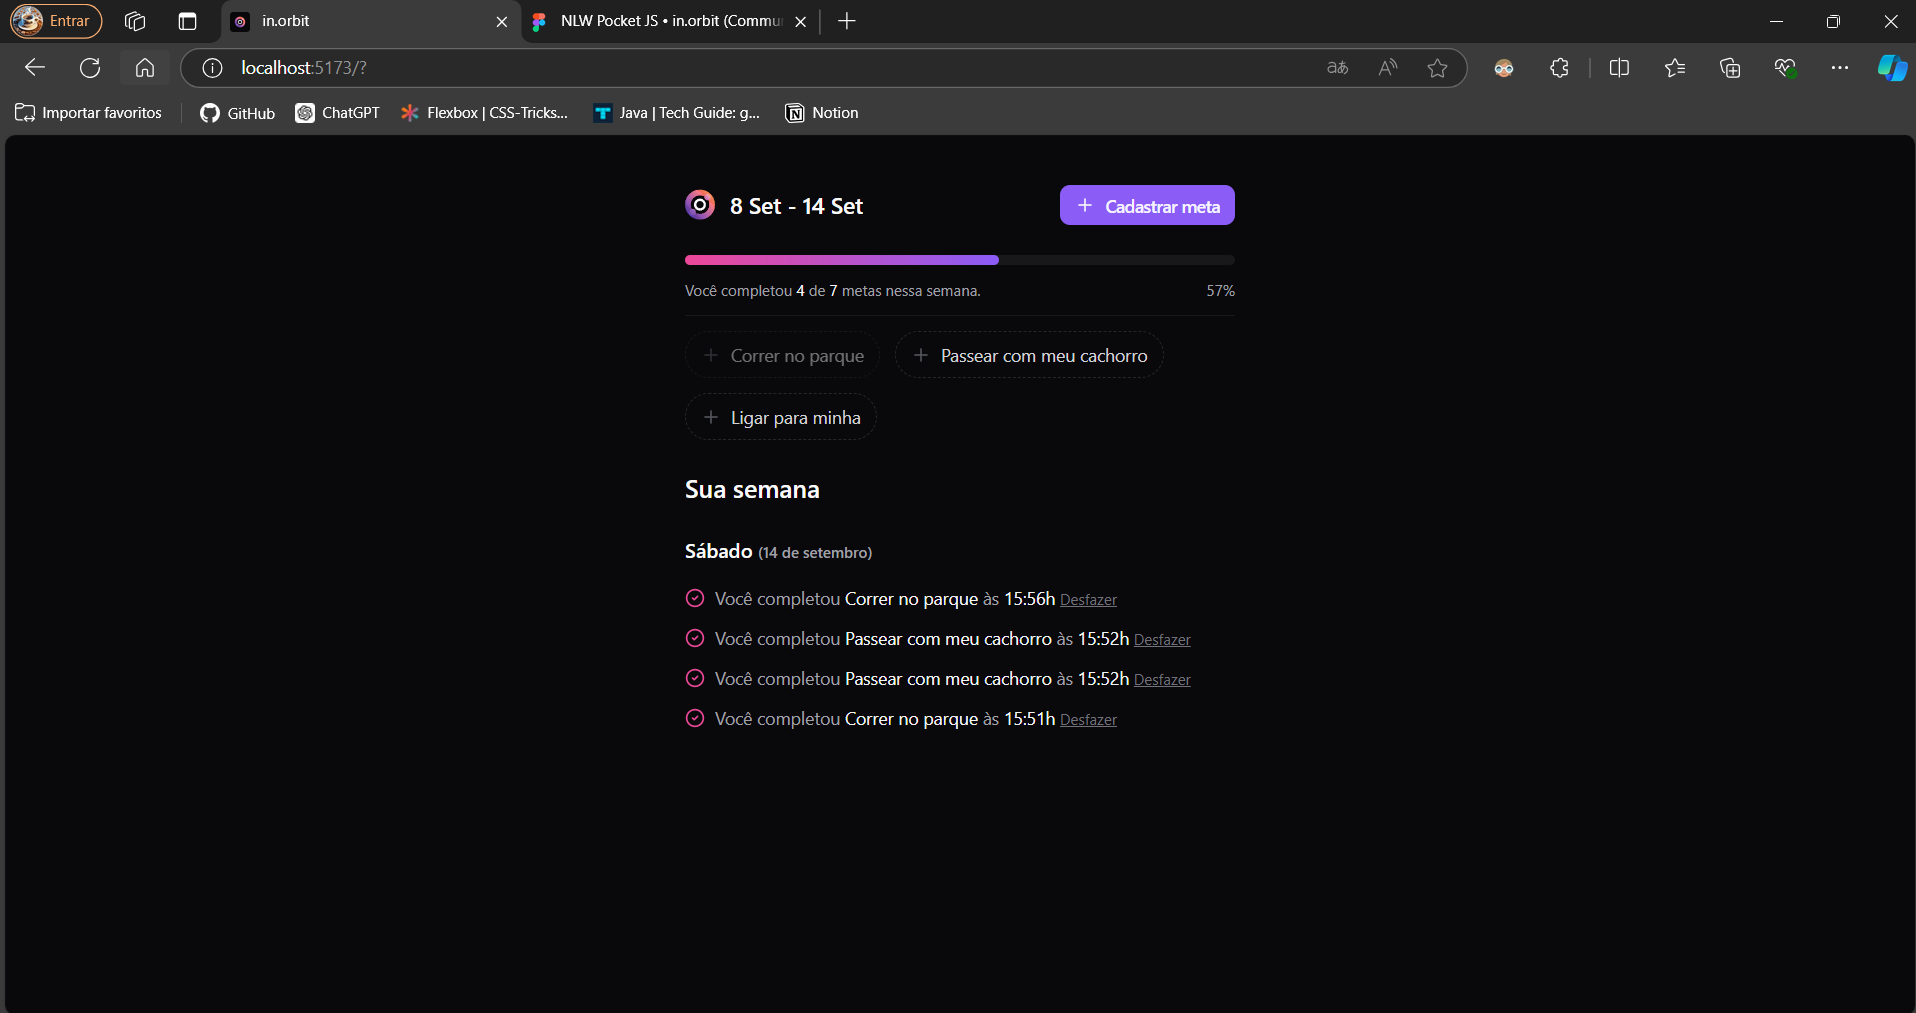 Entrar
in.orbit
NLW Pocket JS • in.orbit (Commu
localhost:5173/?
aあ
Importar favoritos
GitHub
ChatGPT
Flexbox | CSS-Tricks...
Java | Tech Guide: g...
Notion
8 Set - 14 Set
Cadastrar meta
Você completou 4 de 7 metas nessa semana.
57%
Correr no parque
Passear com meu cachorro
Ligar para minha
Sua semana
Sábado (14 de setembro)
Você completou Correr no parque às 15:56h Desfazer
Você completou Passear com meu cachorro às 15:52h Desfazer
Você completou Passear com meu cachorro às 15:52h Desfazer
Você completou Correr no parque às 15:51h Desfazer